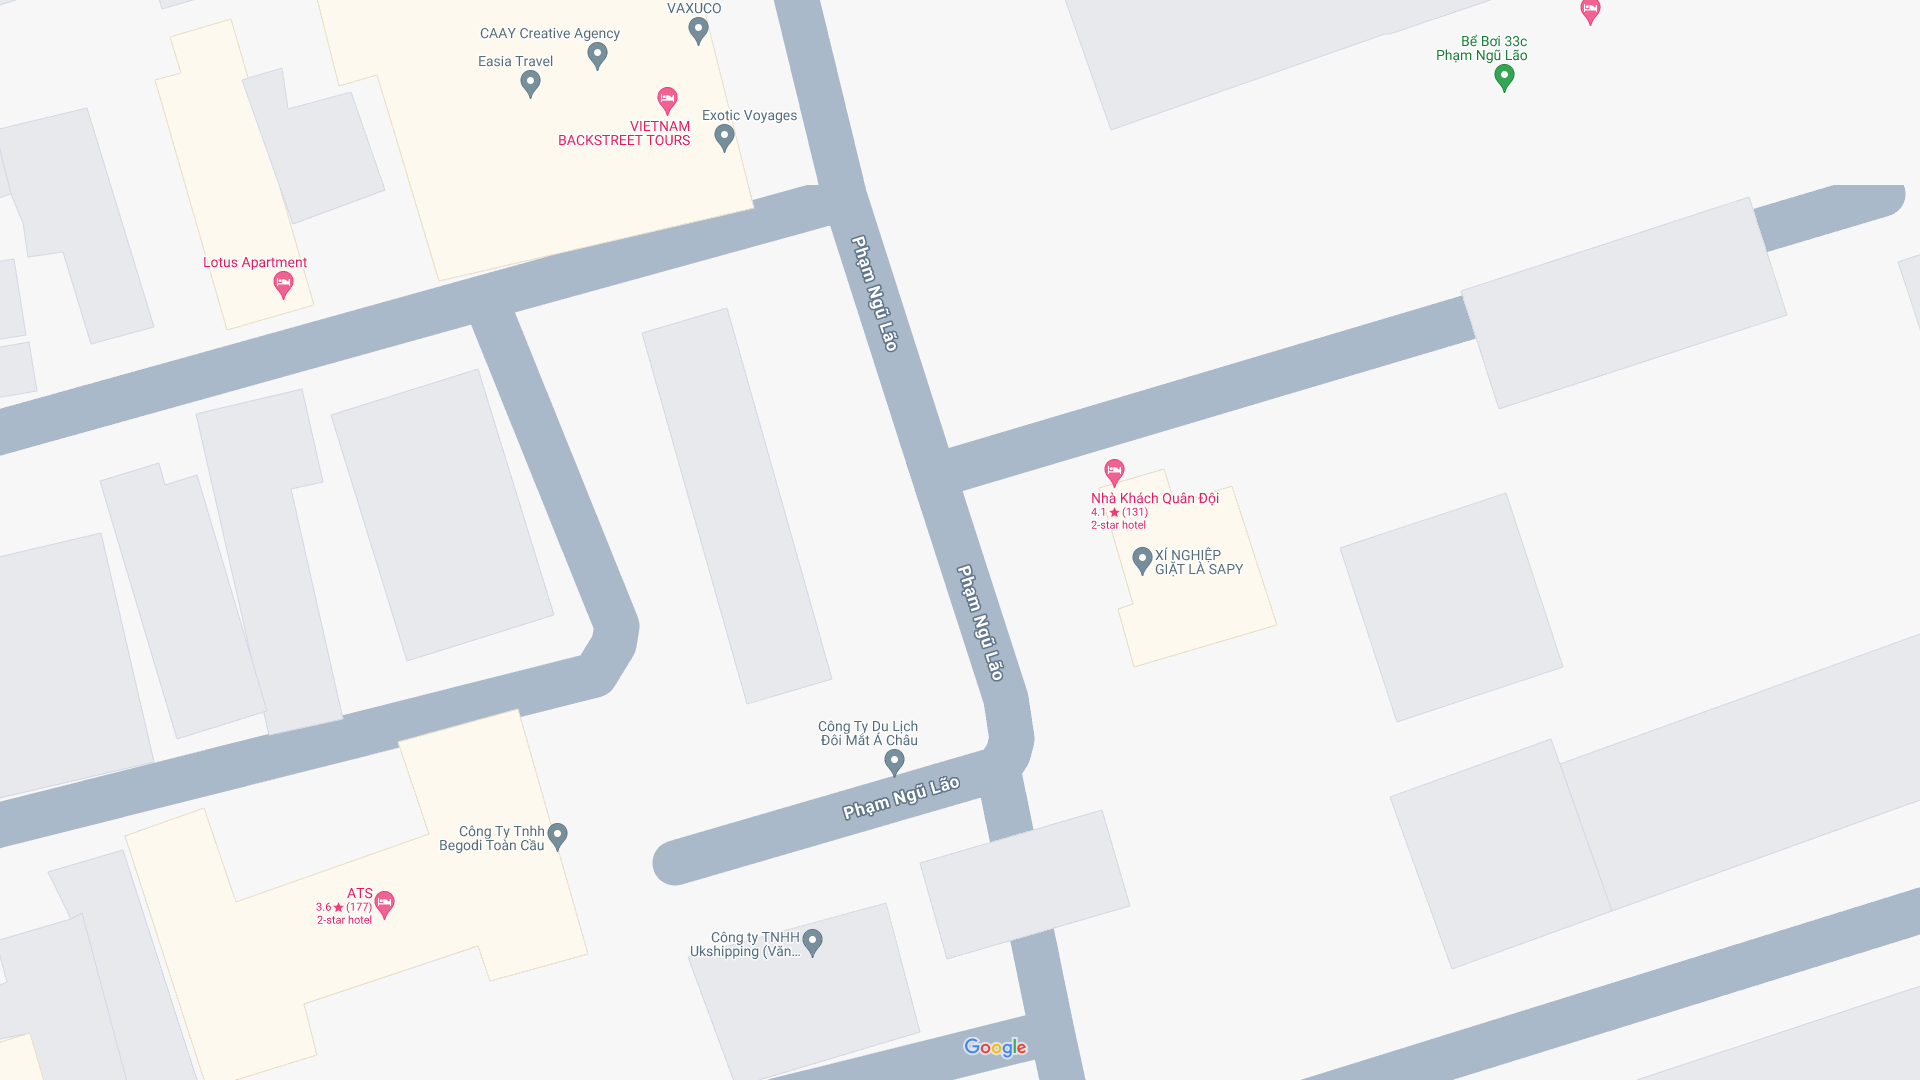 VAXUCO
CAAY Creative Agency
Easia Travel
VIETNAM
BACKSTREET TOURS
Exotic Voyages
Bể Bơi 33c
Phạm Ngũ Lão
Lotus Apartment
Phạm Ngũ Lão
Nhà Khách Quân Đội
4.1★(131)
2-star hotel
XÍ NGHIỆP
GIẶT LÀ SAPY
Phạm Ngũ Lão
Công Ty Du Lịch
Đôi Mắt Á Châu
Phạm Ngũ Lão
Công Ty Tnhh
Begodi Toàn Cầu
ATS
3.6★(177)
2-star hotel
Công ty TNHH
Ukshipping (Văn...
Google